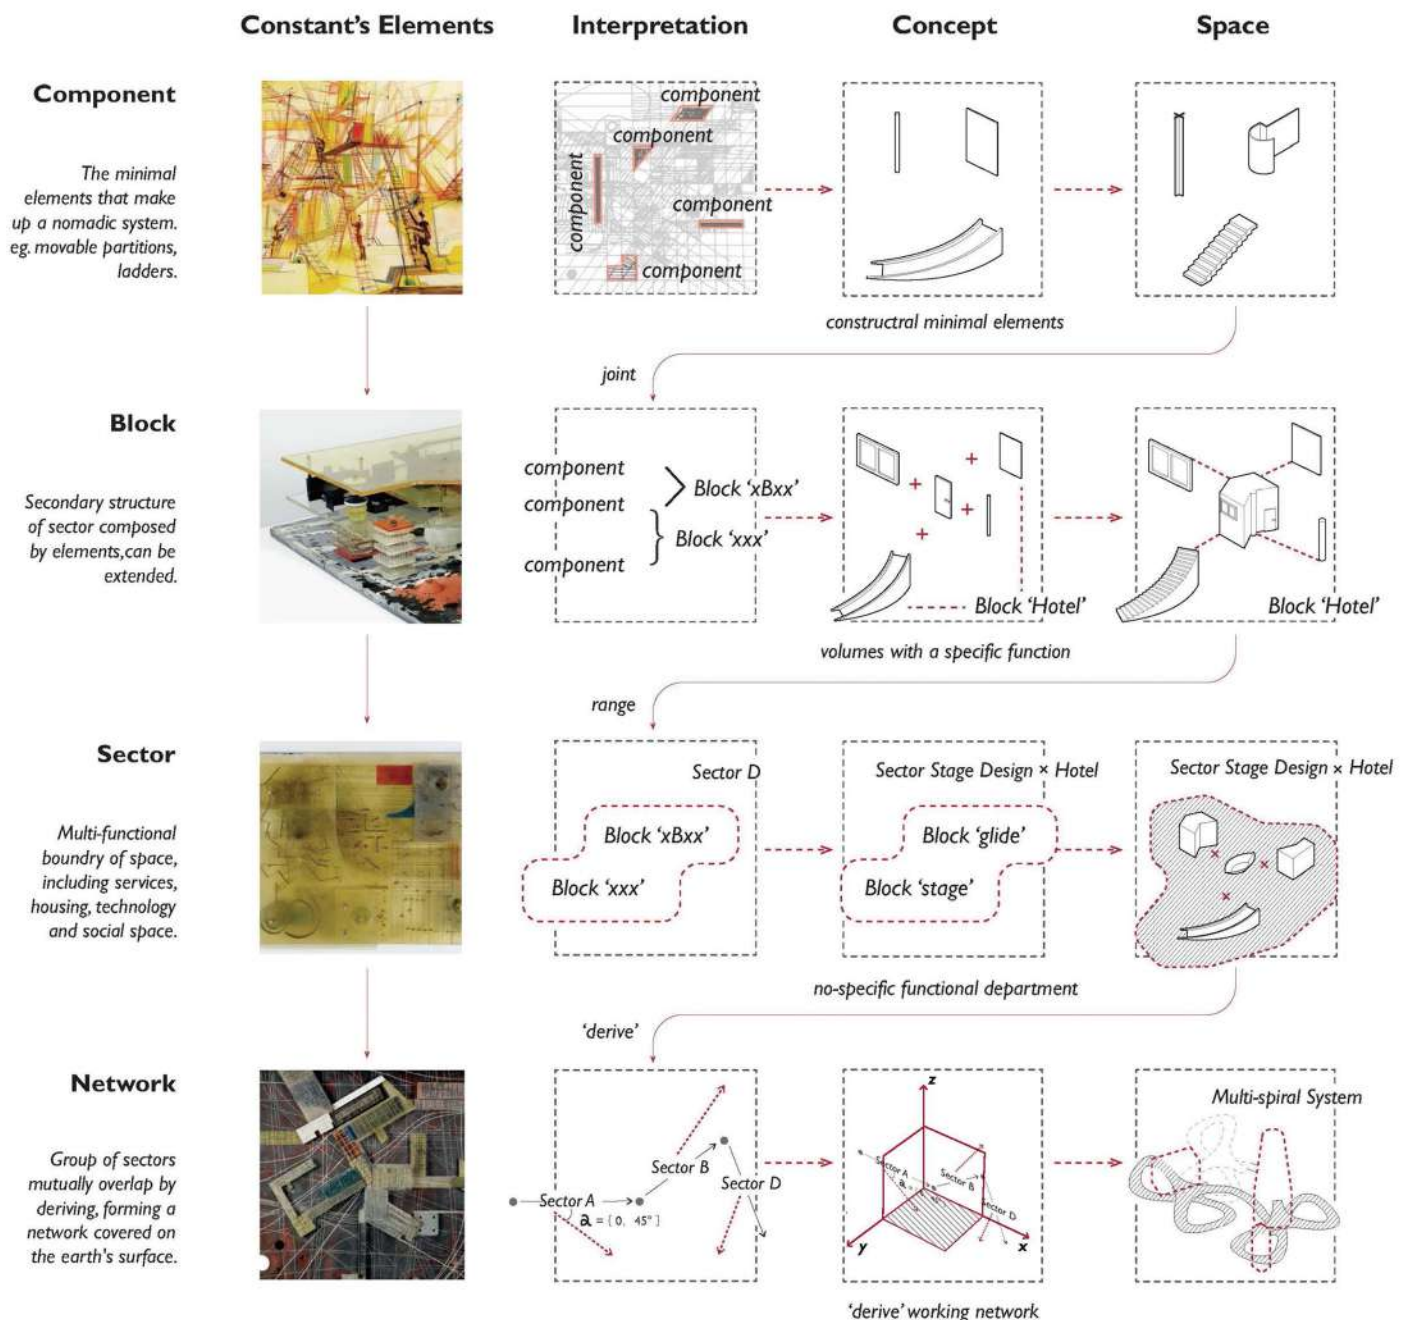 Constant's Elements
Interpretation
Concept
Space
Component
The minimal
elements that make
up a nomadic system.
eg. movable partitions,
ladders.
component
component
component
component
component
constructral minimal elements
joint
Block
Secondary structure
of sector composed
by elements,can be
extended.
component
component
component
Block ‘xBxx’
Block ‘xxx’
Block ‘Hotel’
Block ‘Hotel’
volumes with a specific function
range
Sector
Multi-functional
boundry of space,
including services,
housing, technology
and social space.
Sector D
Block ‘xBxx’
Block ‘xxx’
Sector Stage Design × Hotel
Block ‘glide’
Block ‘stage’
Sector Stage Design × Hotel
no-specific functional department
‘derive’
Network
Group of sectors
mutually overlap by
deriving, forming a
network covered on
the earth's surface.
Sector A
Sector B
Sector D
a = [0, 45°]
z
Sector A
a
Sector B
Sector D
y
x
Multi-spiral System
‘derive’ working network